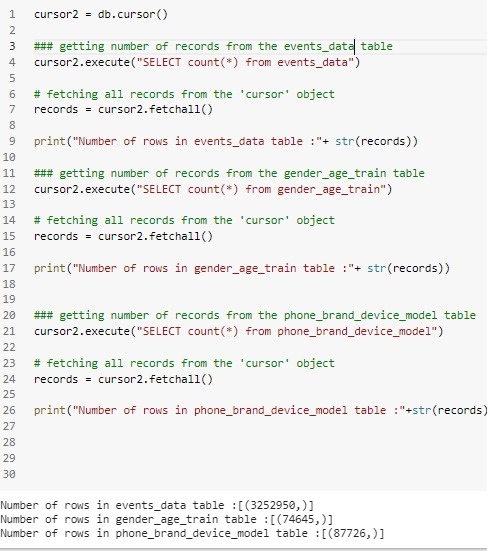 1 cursor2 = db.cursor()
2
3 ### getting number of records from the events_data table
4 cursor2.execute("SELECT count(*) from events_data")
5
6 # fetching all records from the 'cursor' object
7 records = cursor2.fetchall()
8
9 print("Number of rows in events_data table :"+ str(records))
10
11 ### getting number of records from the gender_age_train table
12 cursor2.execute("SELECT count(*) from gender_age_train")
13
14 # fetching all records from the 'cursor' object
15 records = cursor2.fetchall()
16
17 print("Number of rows in gender_age_train table :"+ str(records))
18
19
20 ### getting number of records from the phone_brand_device_model table
21 cursor2.execute("SELECT count(*) from phone_brand_device_model")
22
23 # fetching all records from the 'cursor' object
24 records = cursor2.fetchall()
25
26 print("Number of rows in phone_brand_device_model table :"+str(records)
27
28
29
30
Number of rows in events_data table :[(3252950,)]
Number of rows in gender_age_train table :[(74645,)]
Number of rows in phone_brand_device_model table :[(87726,)]